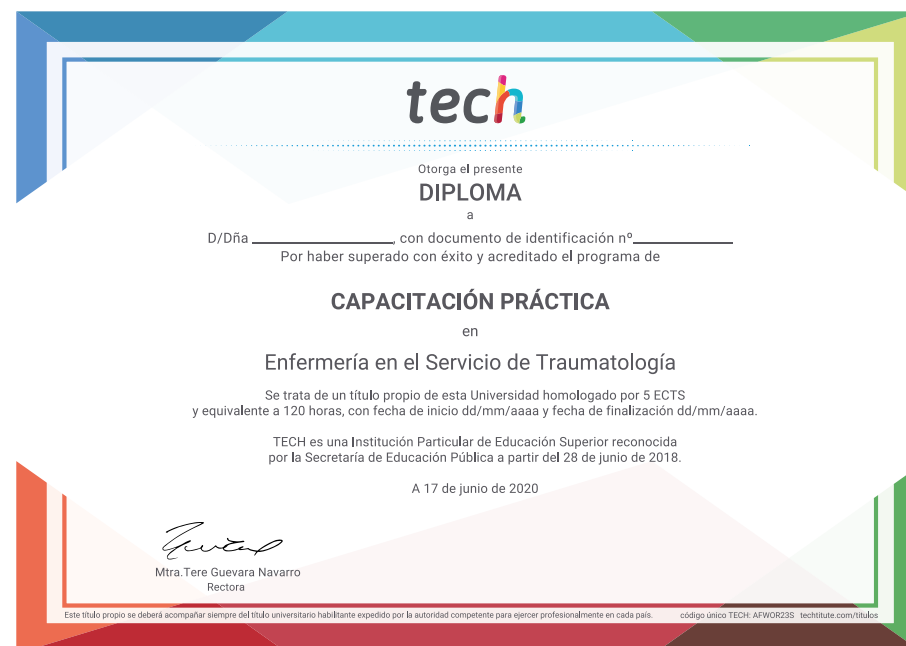 tech
Otorga el presente
DIPLOMA
a
D/Dña ________________, con documento de identificación nº____________
Por haber superado con éxito y acreditado el programa de
CAPACITACIÓN PRÁCTICA
en
Enfermería en el Servicio de Traumatología
Se trata de un título propio de esta Universidad homologado por 5 ECTS
y equivalente a 120 horas, con fecha de inicio dd/mm/aaaa y fecha de finalización dd/mm/aaaa.
TECH es una Institución Particular de Educación Superior reconocida
por la Secretaría de Educación Pública a partir del 28 de junio de 2018.
A 17 de junio de 2020
Mtra.Tere Guevara Navarro
Rectora
Este título propio se deberá acompañar siempre del título universitario habilitante expedido por la autoridad competente para ejercer profesionalmente en cada país. código único TECH: AFWOR23S techtitute.com/titulos